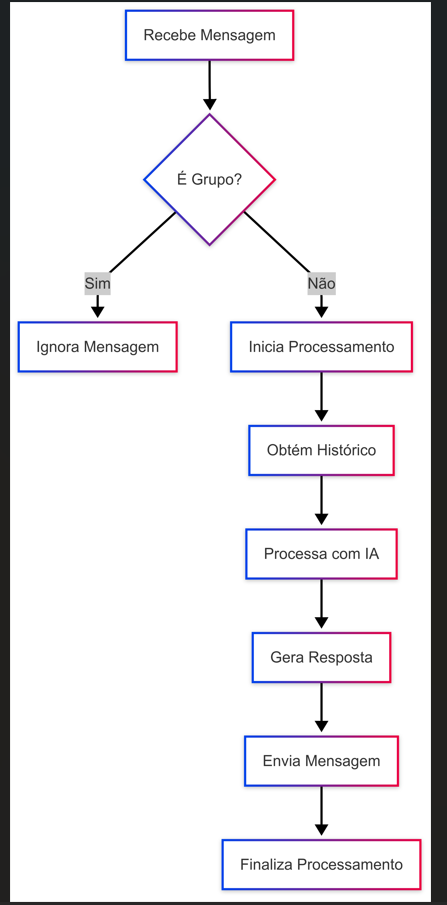 Recebe Mensagem
É Grupo?
Sim
Não
Ignora Mensagem
Inicia Processamento
Obtém Histórico
Processa com IA
Gera Resposta
Envia Mensagem
Finaliza Processamento